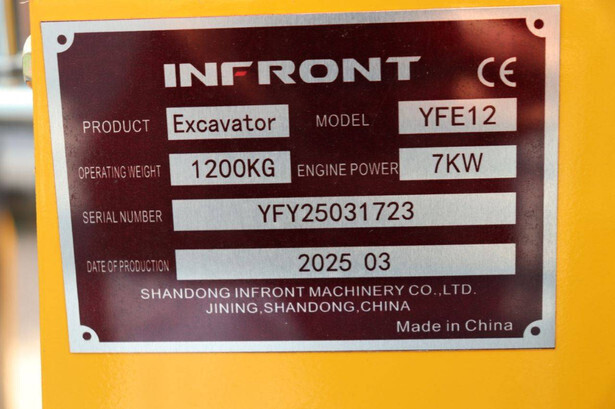 INFRONT CE
PRODUCT Excavator MODEL YFE12
OPERATING WEIGHT 1200KG ENGINE POWER 7KW
SERIAL NUMBER YFY25031723
DATE OF PRODUCTION 2025 03
SHANDONG INFRONT MACHINERY CO.,LTD.
JINING,SHANDONG,CHINA
Made in China